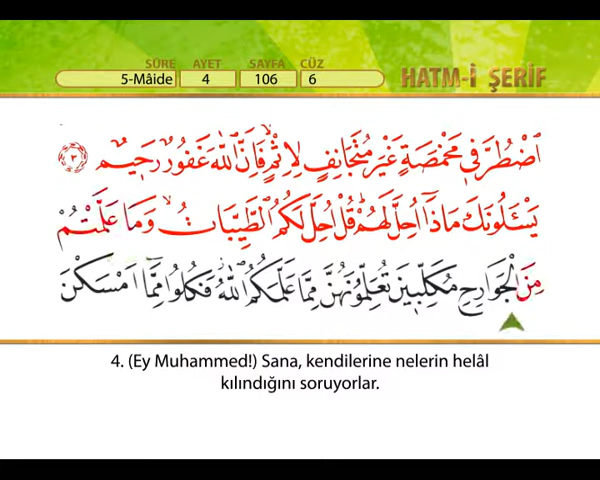 SÛRE AYET SAYFA CÜZ
5-Mâide 4 106 6
HATM-İ ŞERİF
اضْطُرَّ فٖي مَخْمَصَةٍ غَيْرَ مُتَجَانِفٍ لِاِثْمٍ فَاِنَّ اللّٰهَ غَفُورٌ رَحٖيمٌ ﴿٣﴾
يَسْـَٔلُونَكَ مَاذَٓا اُحِلَّ لَهُمْ قُلْ اُحِلَّ لَكُمُ الطَّيِّبَاتُ وَمَا عَلَّمْتُمْ
مِنَ الْجَوَارِحِ مُكَلِّبٖينَ تُعَلِّمُونَهُنَّ مِمَّا عَلَّمَكُمُ اللّٰهُ فَكُلُوا مِمَّٓا اَمْسَكْنَ
4. (Ey Muhammed!) Sana, kendilerine nelerin helâl
kılındığını soruyorlar.